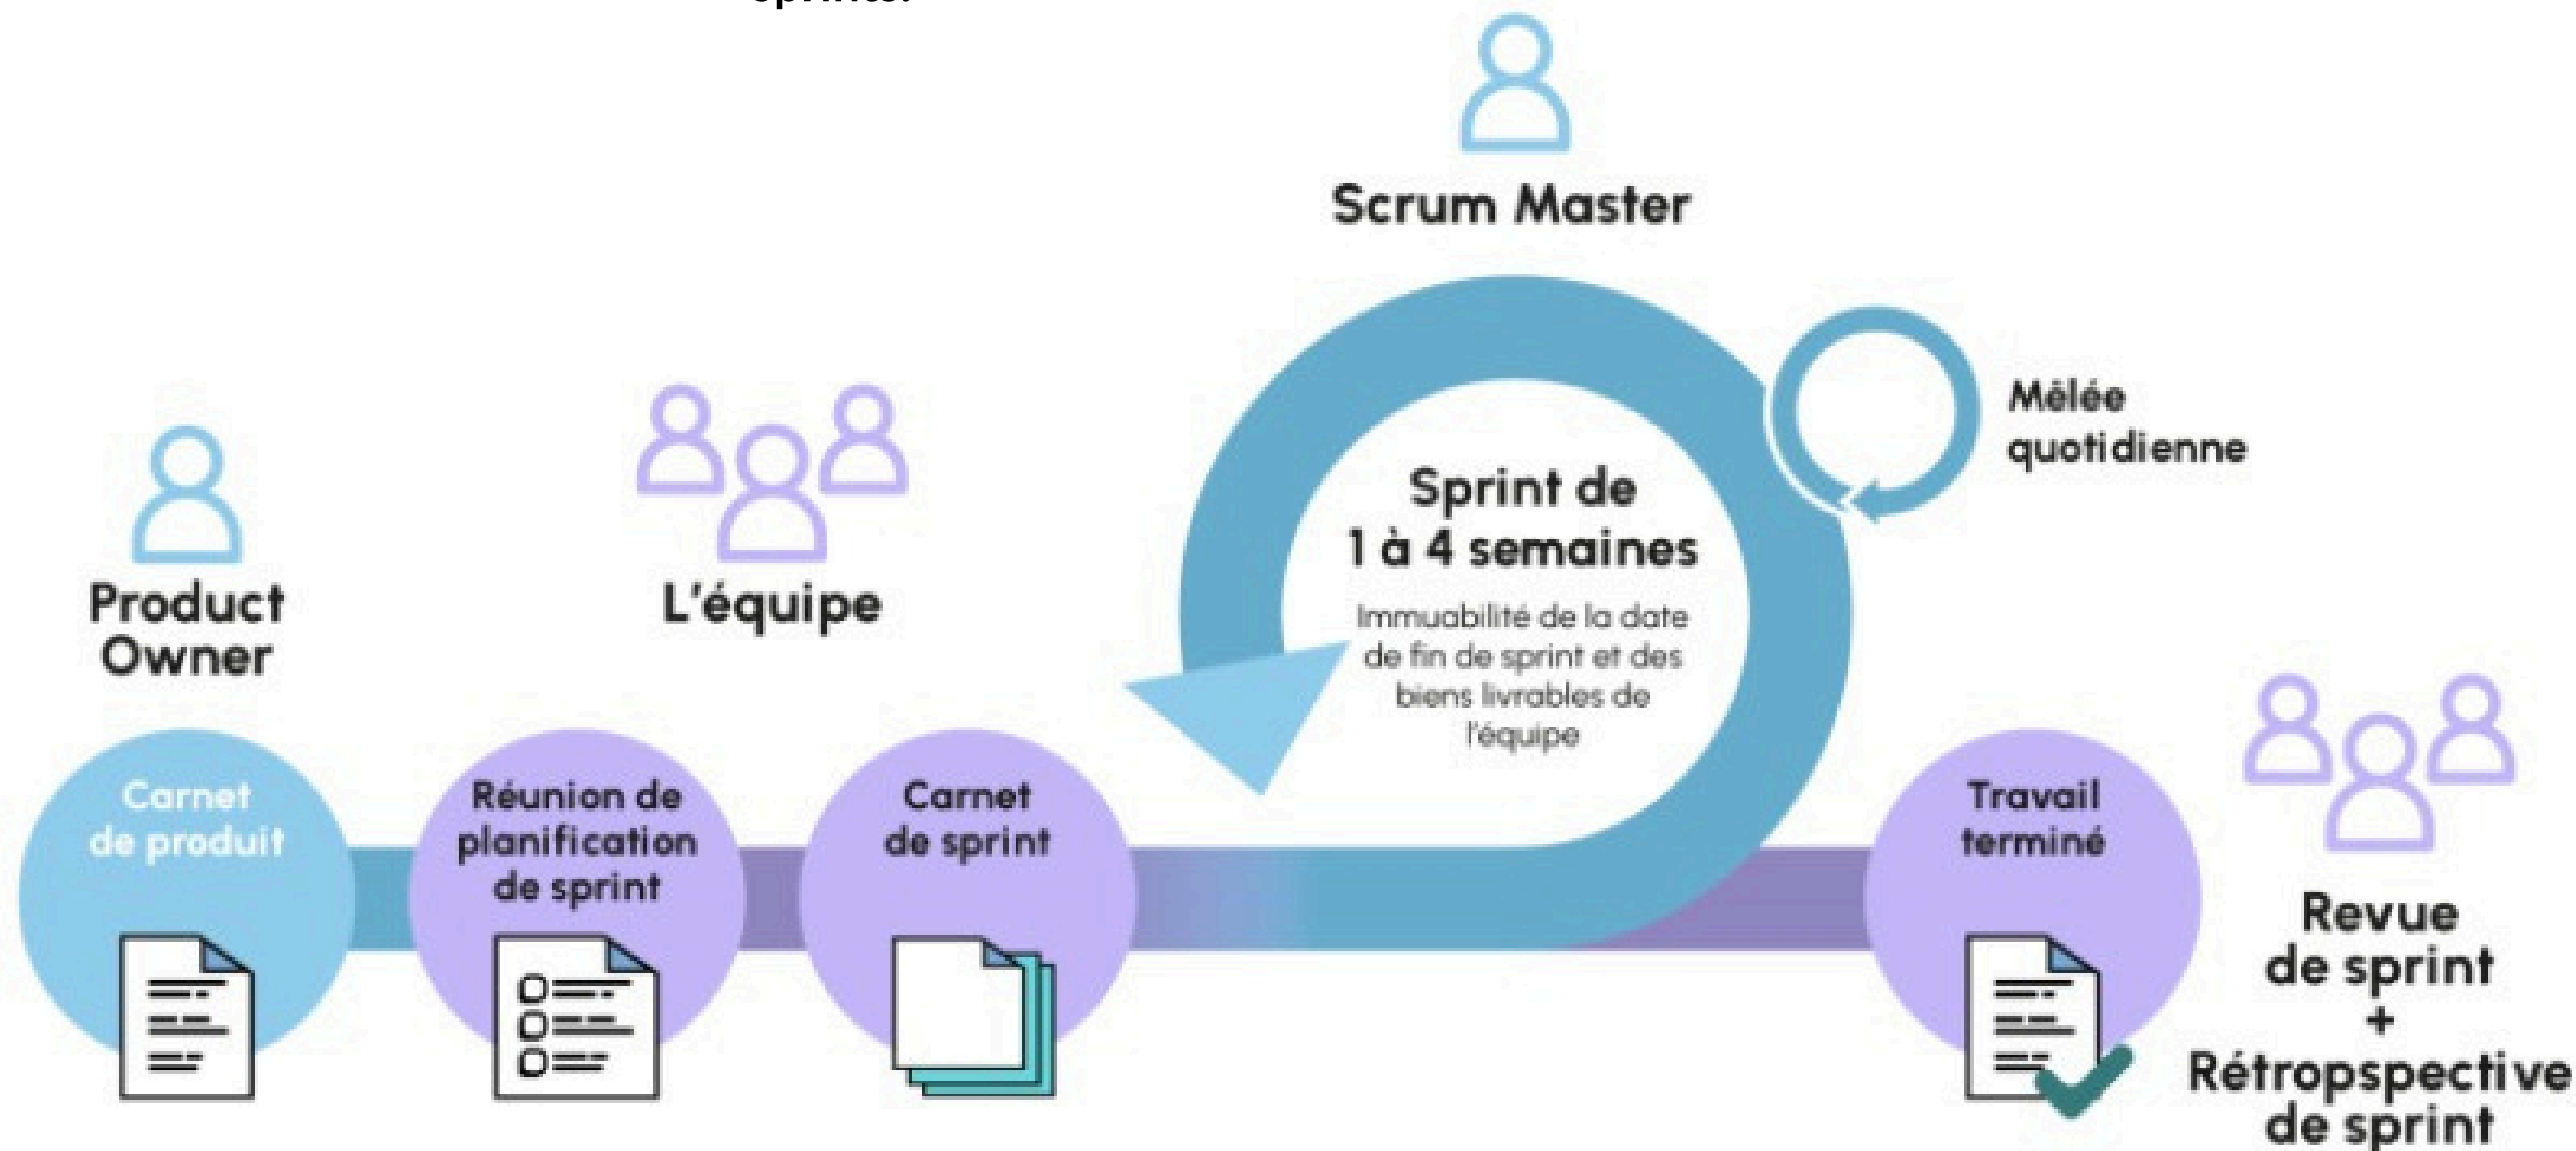 sprints.
Scrum Master
Mêlée
quotidienne
Sprint de
1 à 4 semaines
Immuabilité de la date
de fin de sprint et des
biens livrables de
l'équipe
Product
Owner
L'équipe
Carnet
de produit
Réunion de
planification
de sprint
Carnet
de sprint
Travail
terminé
Revue
de sprint
+
Rétropspective
de sprint